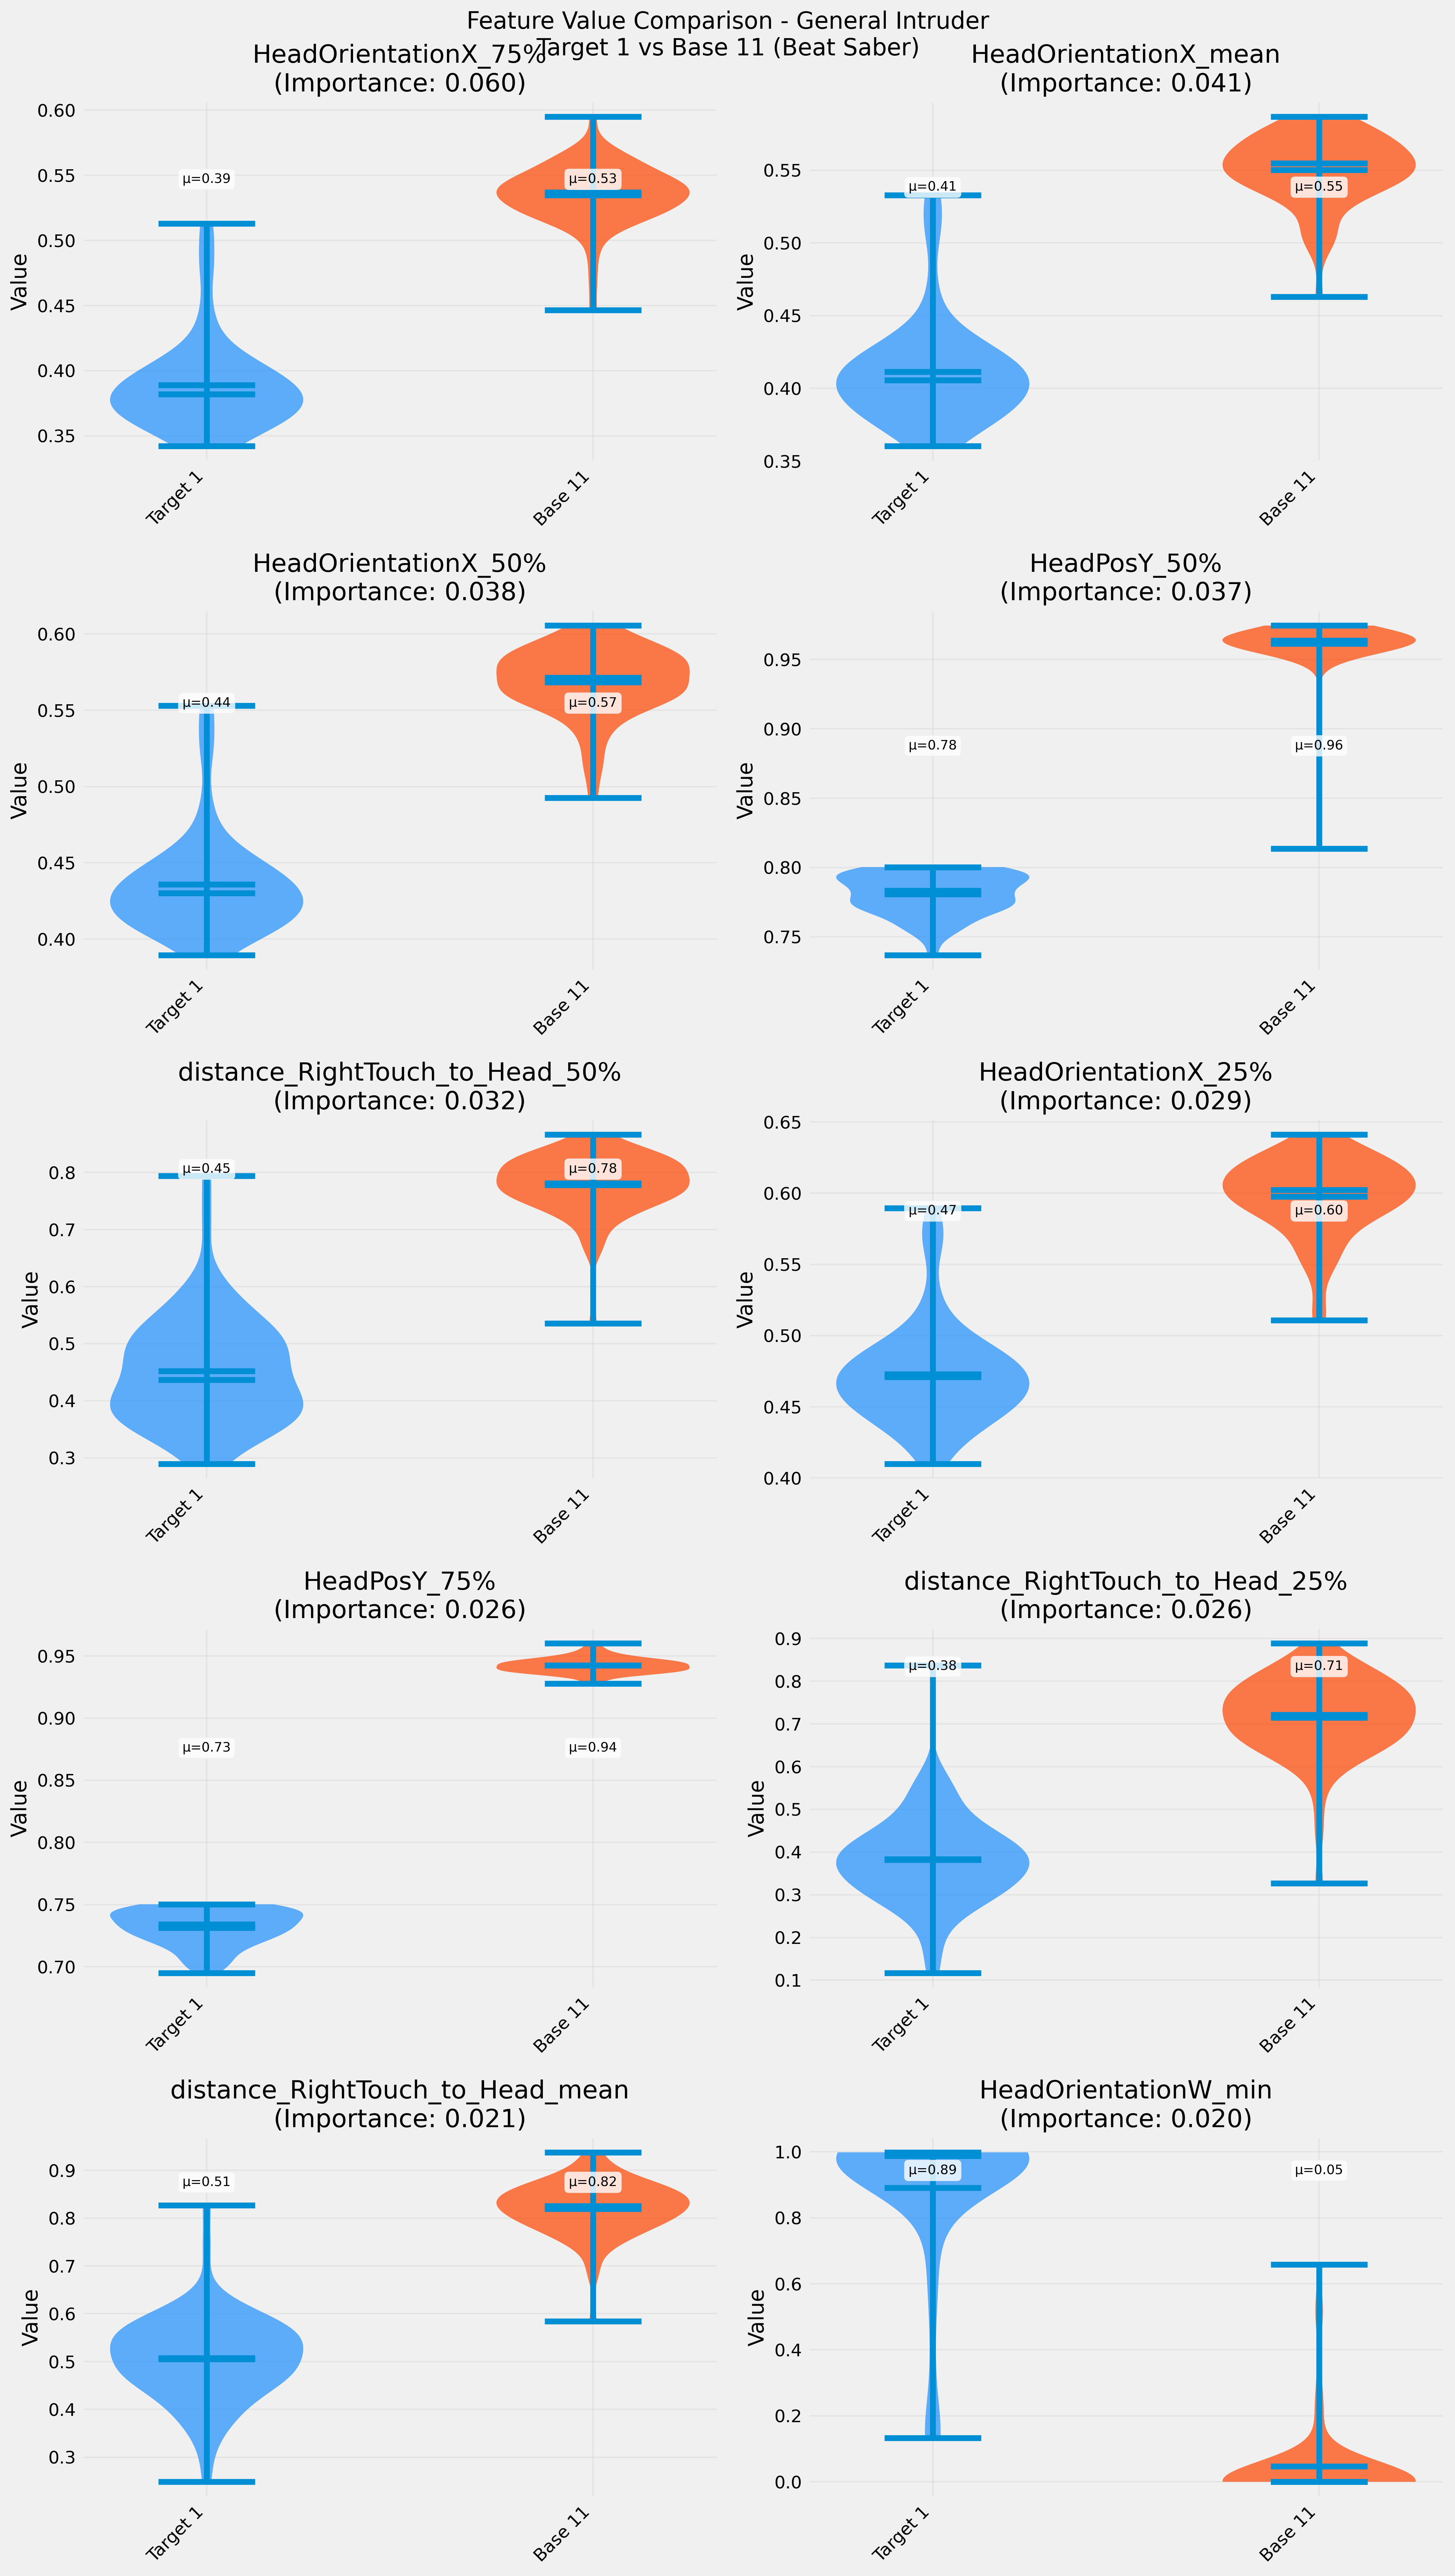 Feature Value Comparison - General Intruder
Target 1 vs Base 11 (Beat Saber)
HeadOrientationX_75%
(Importance: 0.060)
0.60
0.55
0.50
0.45
0.40
0.35
Value
μ=0.39
μ=0.53
Target 1
Base 11
HeadOrientationX_mean
(Importance: 0.041)
0.55
0.50
0.45
0.40
0.35
Value
μ=0.41
μ=0.55
Target 1
Base 11
HeadOrientationX_50%
(Importance: 0.038)
0.60
0.55
0.50
0.45
0.40
Value
μ=0.44
μ=0.57
Target 1
Base 11
HeadPosY_50%
(Importance: 0.037)
0.95
0.90
0.85
0.80
0.75
Value
μ=0.78
μ=0.96
Target 1
Base 11
distance_RightTouch_to_Head_50%
(Importance: 0.032)
0.8
0.7
0.6
0.5
0.4
0.3
Value
μ=0.45
μ=0.78
Target 1
Base 11
HeadOrientationX_25%
(Importance: 0.029)
0.65
0.60
0.55
0.50
0.45
0.40
Value
μ=0.47
μ=0.60
Target 1
Base 11
HeadPosY_75%
(Importance: 0.026)
0.95
0.90
0.85
0.80
0.75
0.70
Value
μ=0.73
μ=0.94
Target 1
Base 11
distance_RightTouch_to_Head_25%
(Importance: 0.026)
0.9
0.8
0.7
0.6
0.5
0.4
0.3
0.2
0.1
Value
μ=0.38
μ=0.71
Target 1
Base 11
distance_RightTouch_to_Head_mean
(Importance: 0.021)
0.9
0.8
0.7
0.6
0.5
0.4
0.3
Value
μ=0.51
μ=0.82
Target 1
Base 11
HeadOrientationW_min
(Importance: 0.020)
1.0
0.8
0.6
0.4
0.2
0.0
Value
μ=0.89
μ=0.05
Target 1
Base 11